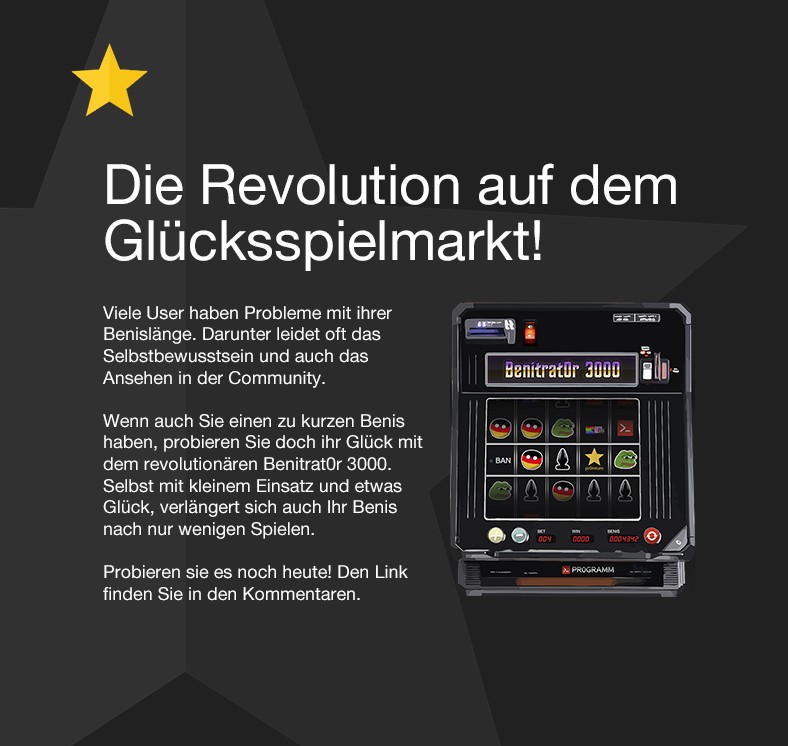 Die Revolution auf dem
Glücksspielmarkt!
Viele User haben Probleme mit ihrer
Benislänge. Darunter leidet oft das
Selbstbewusstsein und auch das
Ansehen in der Community.
Wenn auch Sie einen zu kurzen Benis
haben, probieren Sie doch ihr Glück mit
dem revolutionären Benitrat0r 3000.
Selbst mit kleinem Einsatz und etwas
Glück, verlängert sich auch Ihr Benis
nach nur wenigen Spielen.
Probieren sie es noch heute! Den Link
finden Sie in den Kommentaren.
Benitrat0r 3000
BAN
pr0mium
BET
WIN
BENIS
004
0000
0004342
PR0GRAMM